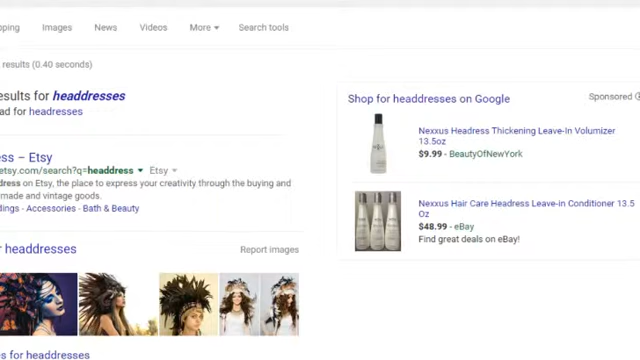 pping Images News Videos More Search tools
results (0.40 seconds)
esults for headdresses
ad for headresses
ess – Etsy
etsy.com/search?q=headdress Etsy
dress on Etsy, the place to express your creativity through the buying and
made and vintage goods.
dings - Accessories - Bath & Beauty
r headdresses Report images
es for headdresses
Shop for headdresses on Google Sponsored
Nexxus Headress Thickening Leave-In Volumizer
13.5oz
$9.99 - BeautyOfNewYork
Nexxus Hair Care Headress Leave-in Conditioner 13.5
Oz
$48.99 - eBay
Find great deals on eBay!